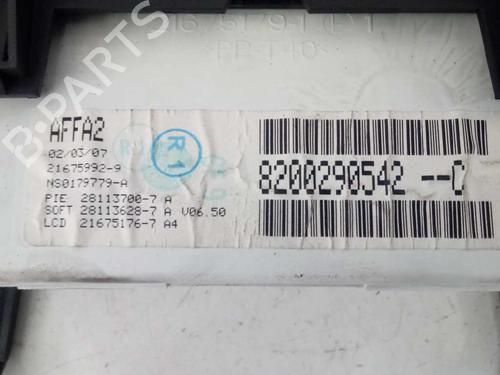 >PP-T40<
AFFA2
02/03/07
21675992-9
NS0179779-A
PIE 28113700-7 A
SOFT 28113628-7 A V06.50
LCD 21675176-7 A4
R1
8200290542 --C
B-PARTS